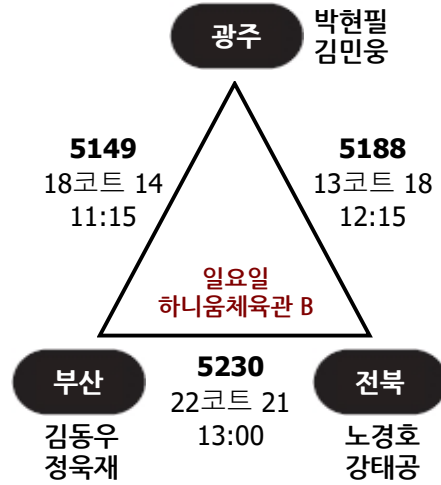 광주
박현필
김민웅
5149
18코트 14
11:15
5188
13코트 18
12:15
일요일
하니움체육관 B
부산
김동우
정욱재
5230
22코트 21
13:00
전북
노경호
강태공